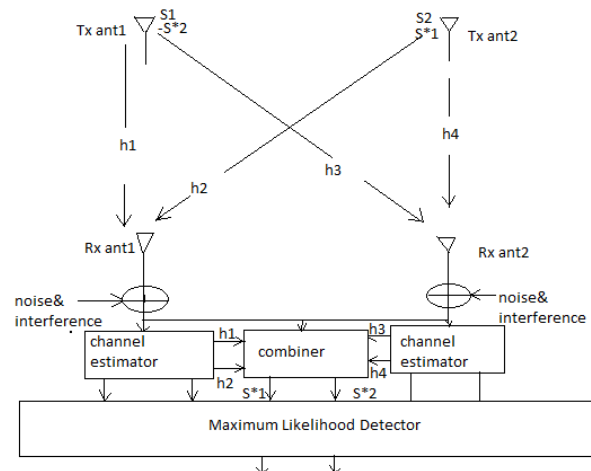 S1
Tx ant1
-S*2
S2
S*1
Tx ant2
h1
h2
h3
h4
Rx ant1
Rx ant2
noise&
interference
noise&
interference
channel
estimator
h1
h2
combiner
h3
h4
channel
estimator
S*1
S*2
Maximum Likelihood Detector